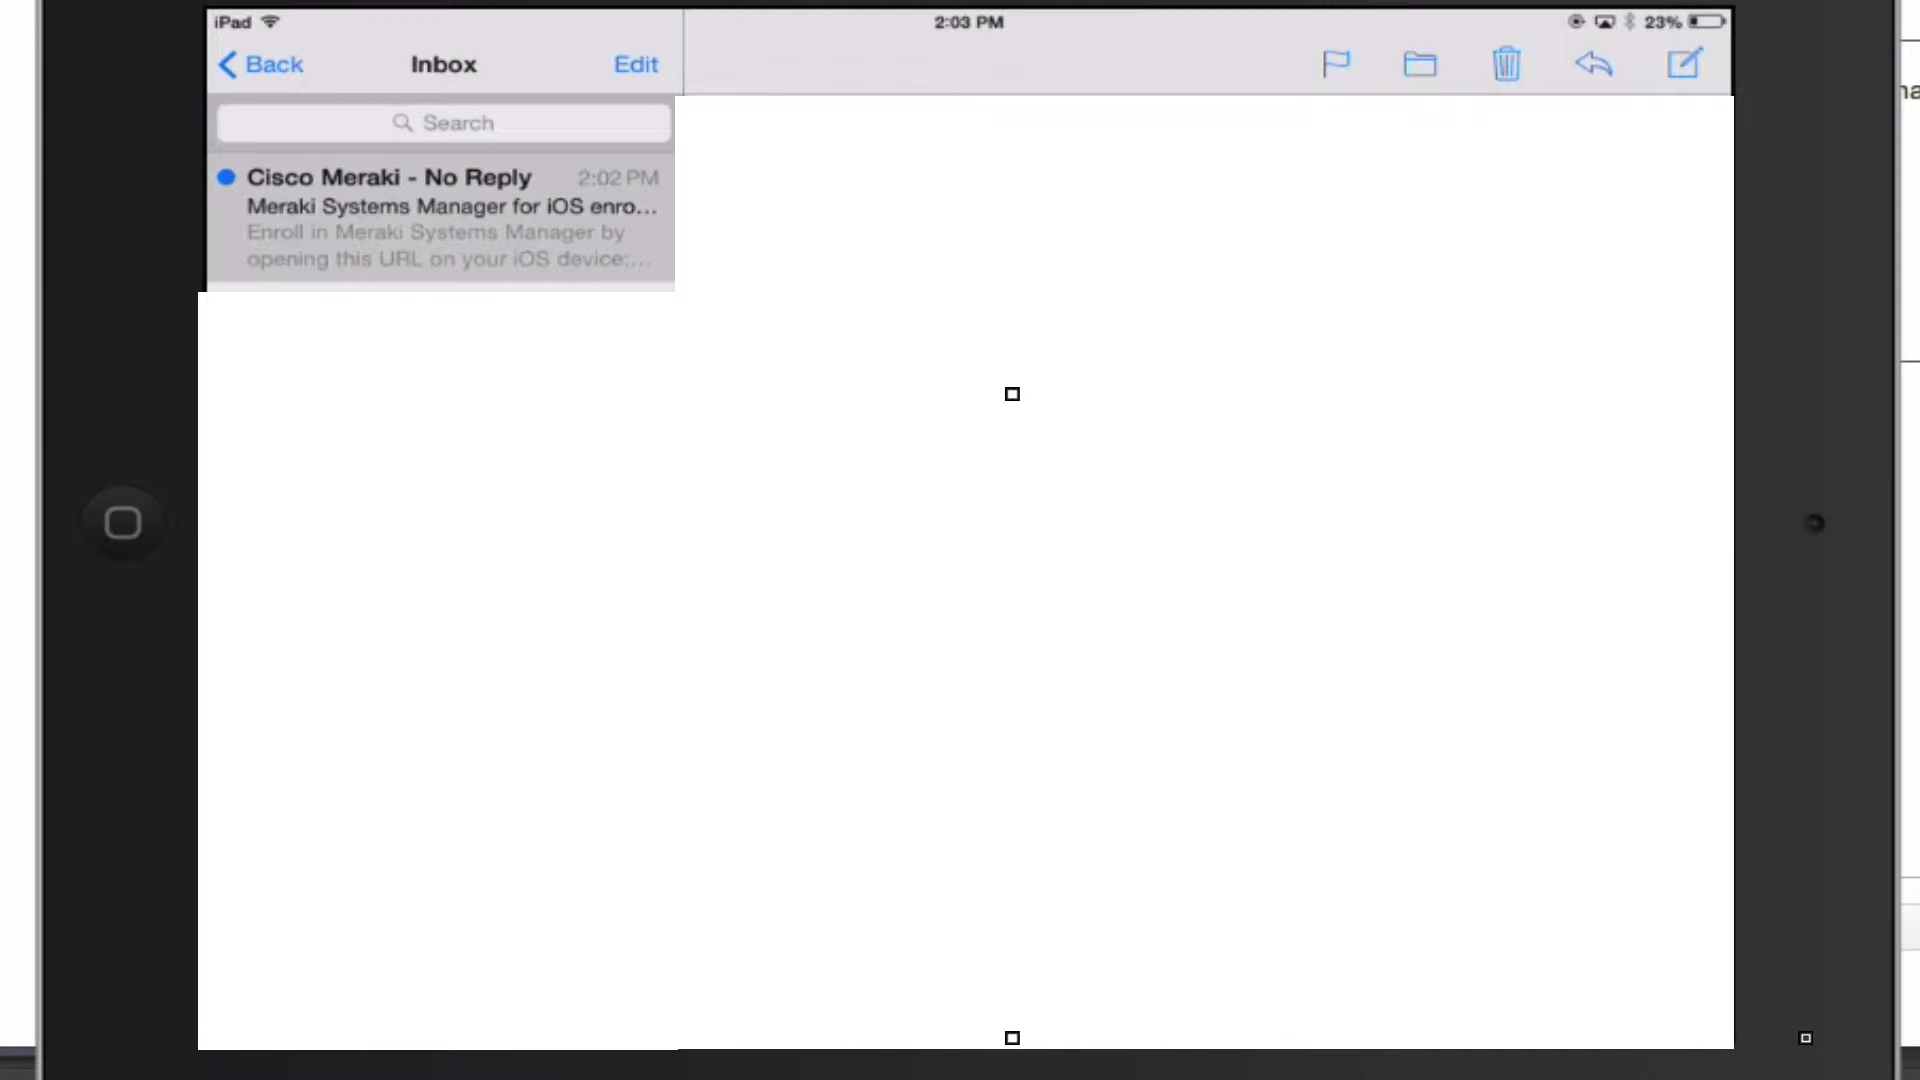 iPad 2:03 PM 23%
Back Inbox Edit
Search
Cisco Meraki - No Reply 2:02 PM
Meraki Systems Manager for iOS enro...
Enroll in Meraki Systems Manager by
opening this URL on your iOS device:...